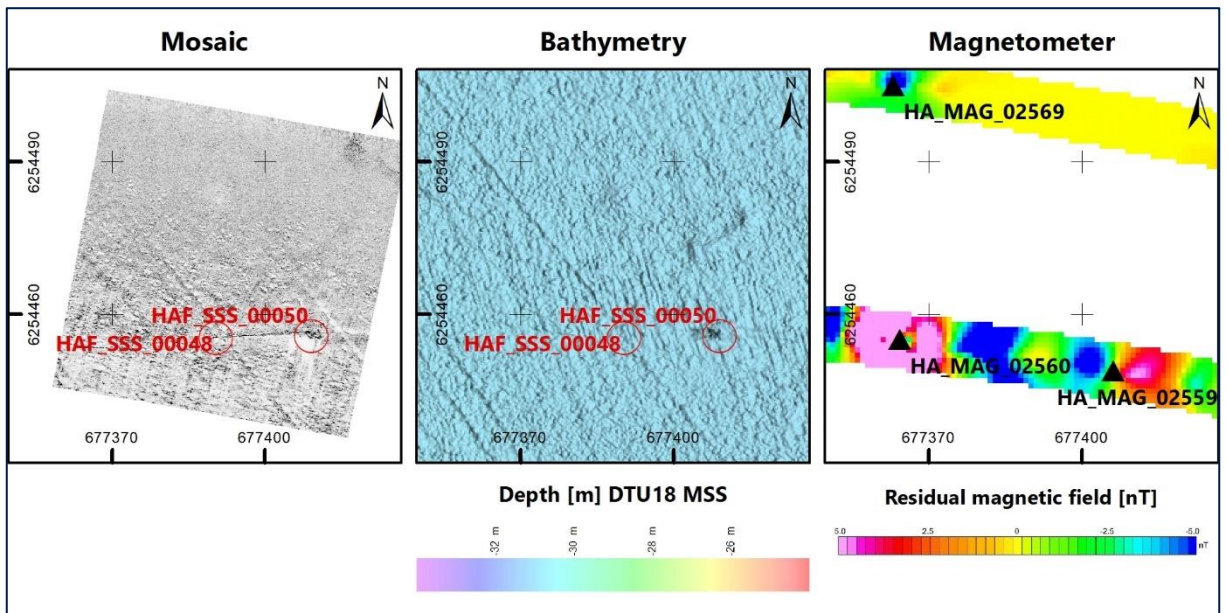 Mosaic
Bathymetry
Magnetometer
N
6254490
6254460
HAF_SSS_00050
HAF_SSS_00048
677370
677400
N
6254490
6254460
HAF_SSS_00050
HAF_SSS_00048
677370
677400
N
HA_MAG_02569
6254490
6254460
HA_MAG_02560
HA_MAG_02559
677370
677400
Depth [m] DTU18 MSS
-32 m
-30 m
-28 m
-26 m
Residual magnetic field [nT]
5.0 2.5 0 -2.5 -5.0
nT